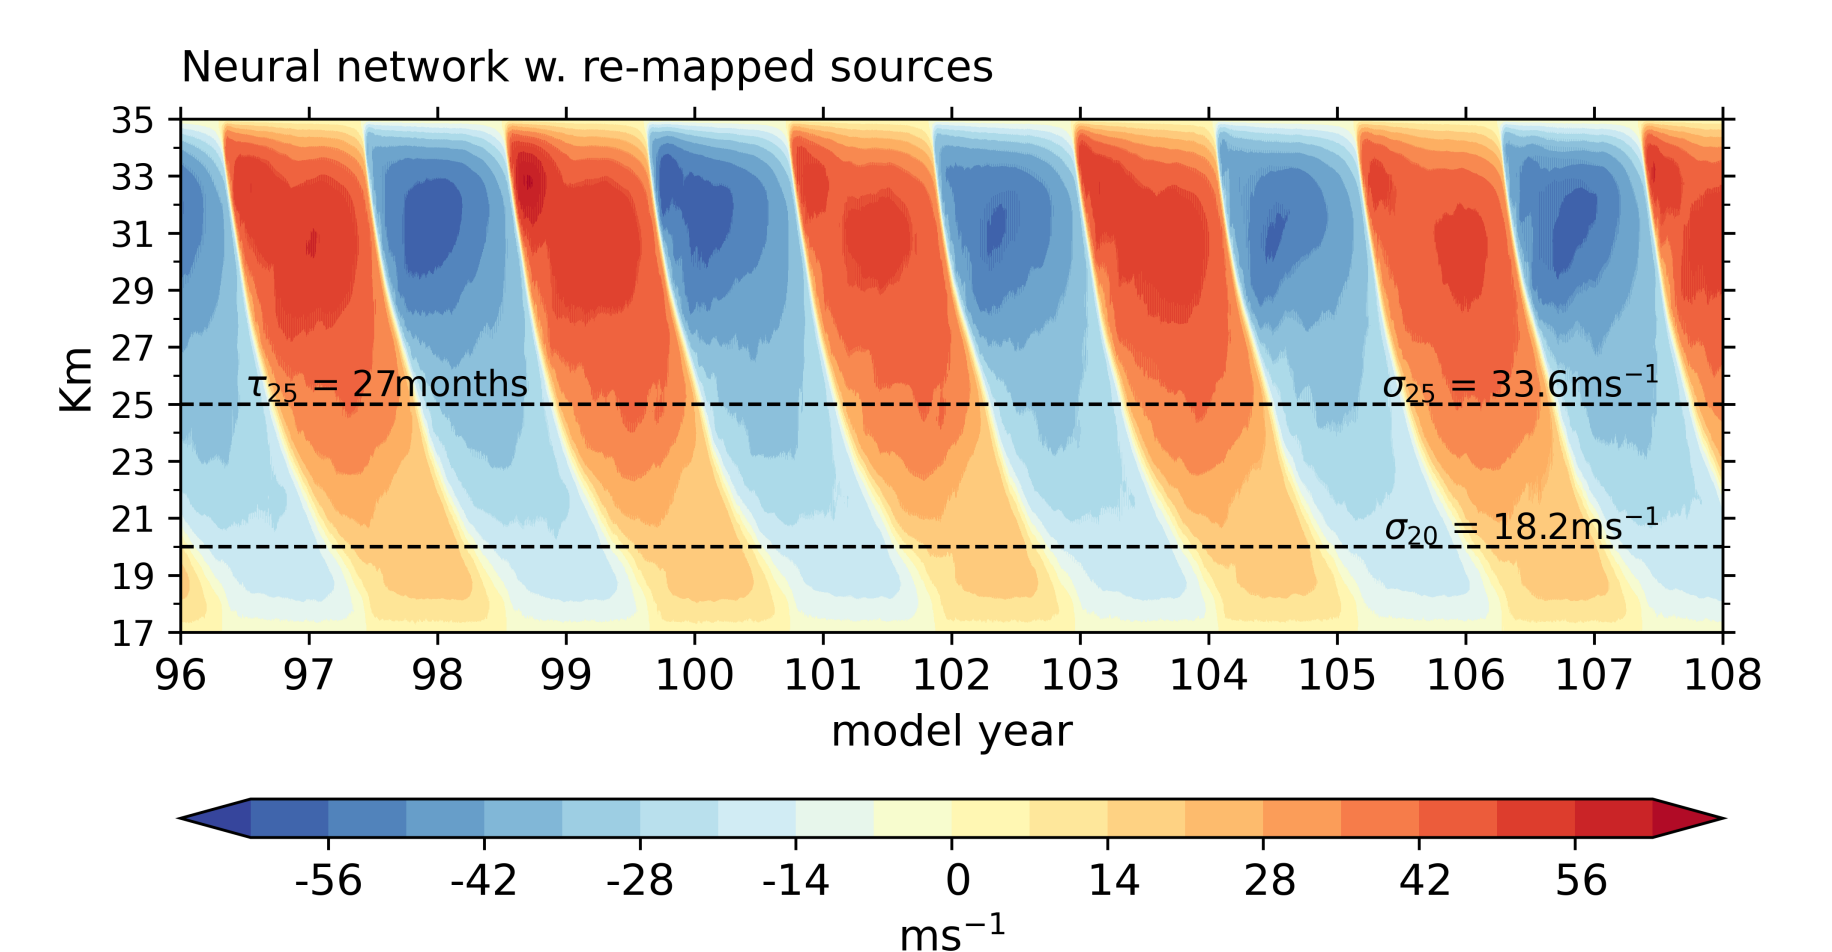 Neural network w. re-mapped sources
35
33
31
29
27
25
23
21
19
17
Km
τ₂₅ = 27months
σ₂₅ = 33.6ms⁻¹
σ₂₀ = 18.2ms⁻¹
96 97 98 99 100 101 102 103 104 105 106 107 108
model year
-56 -42 -28 -14 0 14 28 42 56
ms⁻¹